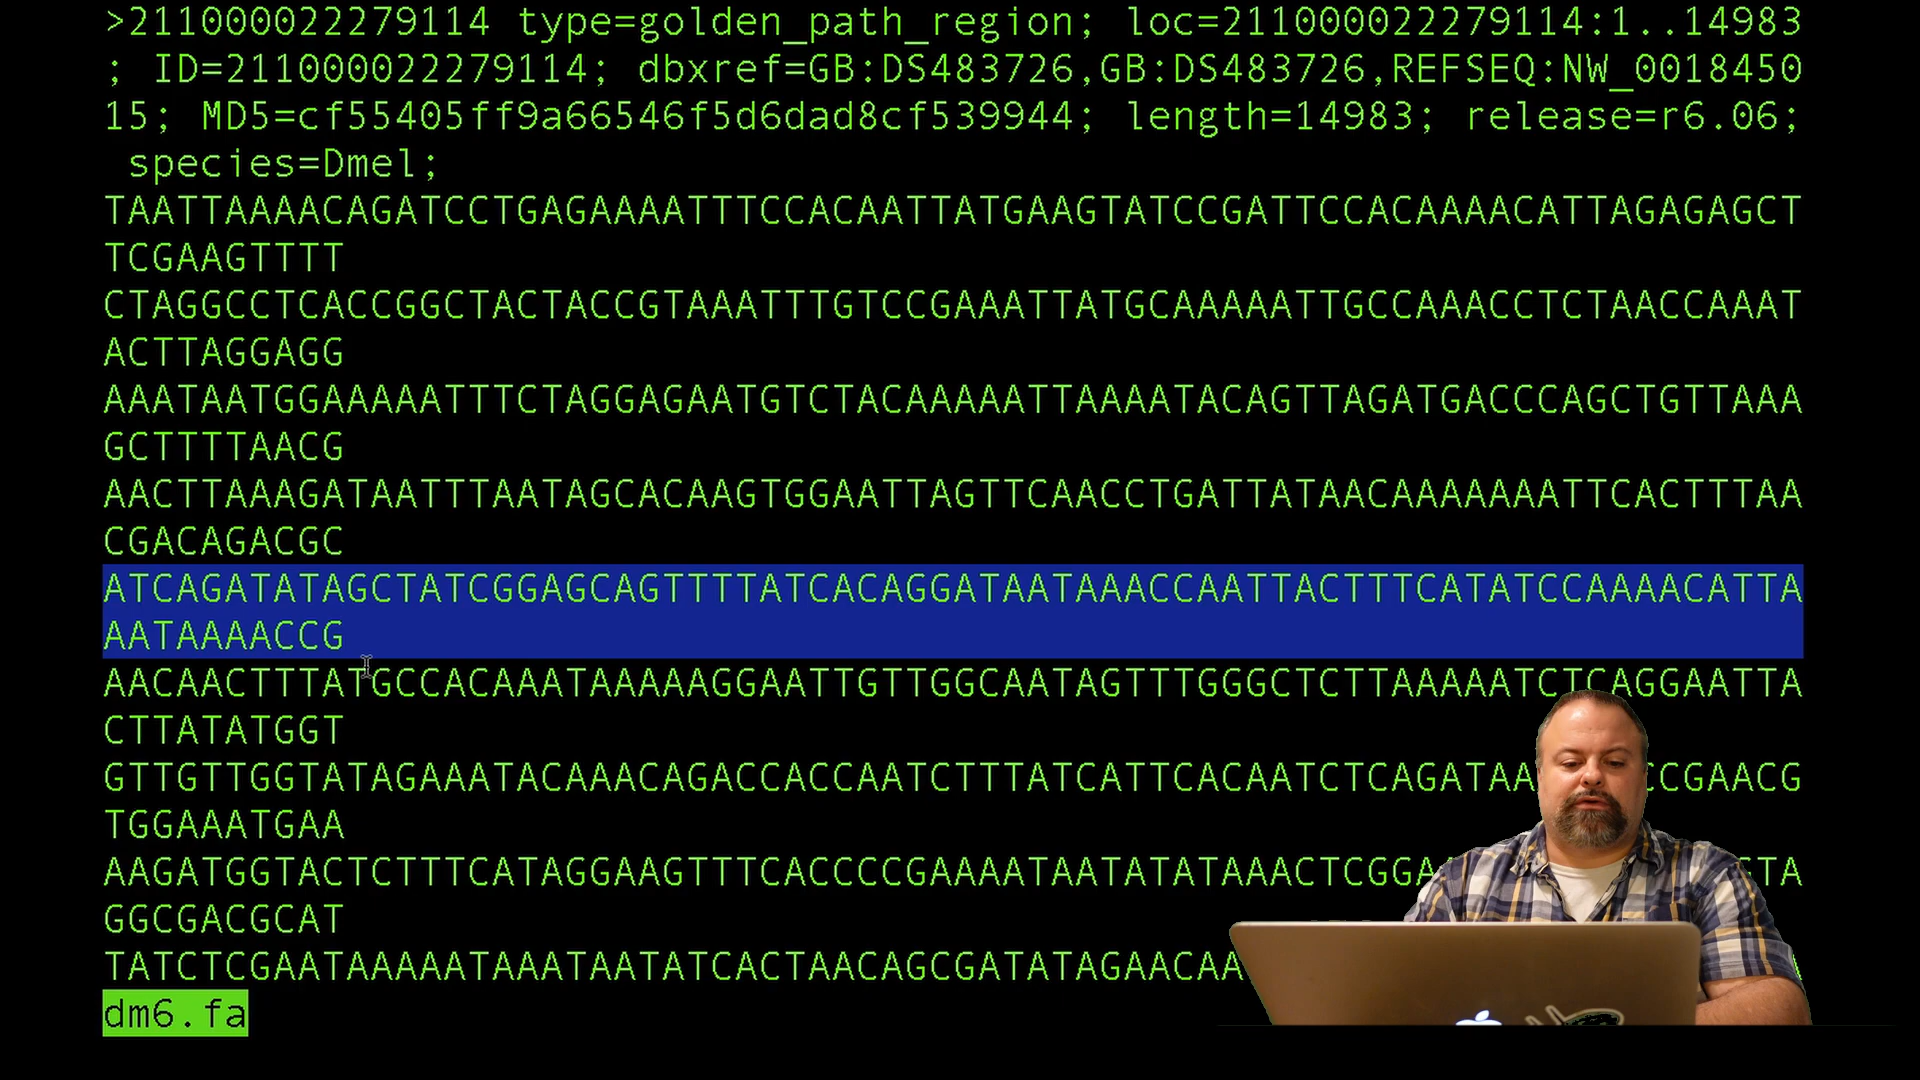 >211000022279114 type=golden_path_region; loc=211000022279114:1..14983
; ID=211000022279114; dbxref=GB:DS483726,GB:DS483726,REFSEQ:NW_0018450
15; MD5=cf55405ff9a66546f5d6dad8cf539944; length=14983; release=r6.06;
species=Dmel;
TAATTAAAACAGATCCTGAGAAAATTTCCACAATTATGAAGTATCCGATTCCACAAAACATTAGAGAGCT
TCGAAGTTTT
CTAGGCCTCACCGGCTACTACCGTAAATTTGTCCGAAATTATGCAAAAATTGCCAAACCTCTAACCAAAT
ACTTAGGAGG
AAATAATGGAAAAATTTCTAGGAGAATGTCTACAAAAATTAAAATACAGTTAGATGACCCAGCTGTTAAA
GCTTTTAACG
AACTTAAAGATAATTTAATAGCACAAGTGGAATTAGTTCAACCTGATTATAACAAAAAAATTCACTTTAA
CGACAGACGC
ATCAGATATAGCTATCGGAGCAGTTTTATCACAGGATAATAAACCAATTACTTTCATATCCAAAACATTA
AATAAAACCG
AACAACTTTATGCCACAAATAAAAAGGAATTGTTGGCAATAGTTTGGGCTCTTAAAAATCTCAGGAATTA
CTTATATGGT
GTTGTTGGTATAGAAATACAAACAGACCACCAATCTTTATCATTCACAATCTCAGATAA CCGAACG
TGGAAATGAA
AAGATGGTACTCTTTCATAGGAAGTTTCACCCCGAAAATAATATATAAACTCGGA TA
GGCGACGCAT
TATCTCGAATAAAAATAAATAATATCACTAACAGCGATATAGAACAA
dm6.fa